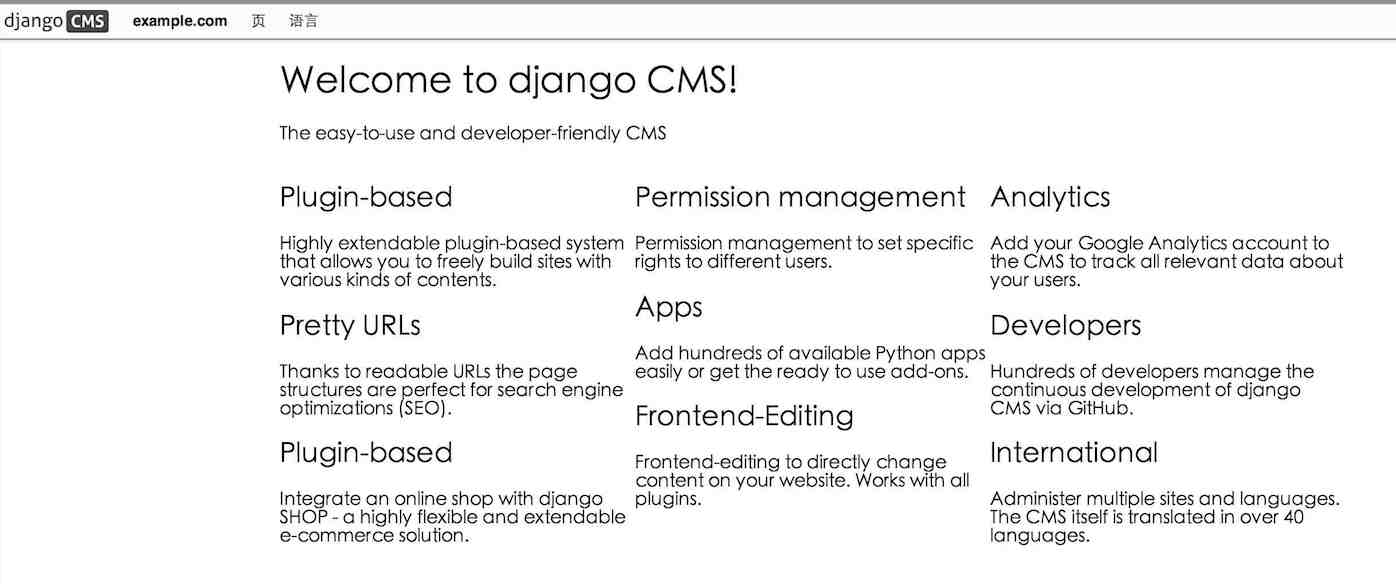 django CMS example.com 页 语言
Welcome to django CMS!
The easy-to-use and developer-friendly CMS
Plugin-based
Highly extendable plugin-based system
that allows you to freely build sites with
various kinds of contents.
Pretty URLs
Thanks to readable URLs the page
structures are perfect for search engine
optimizations (SEO).
Plugin-based
Integrate an online shop with django
SHOP - a highly flexible and extendable
e-commerce solution.
Permission management
Permission management to set specific
rights to different users.
Apps
Add hundreds of available Python apps
easily or get the ready to use add-ons.
Frontend-Editing
Frontend-editing to directly change
content on your website. Works with all
plugins.
Analytics
Add your Google Analytics account to
the CMS to track all relevant data about
your users.
Developers
Hundreds of developers manage the
continuous development of django
CMS via GitHub.
International
Administer multiple sites and languages.
The CMS itself is translated in over 40
languages.